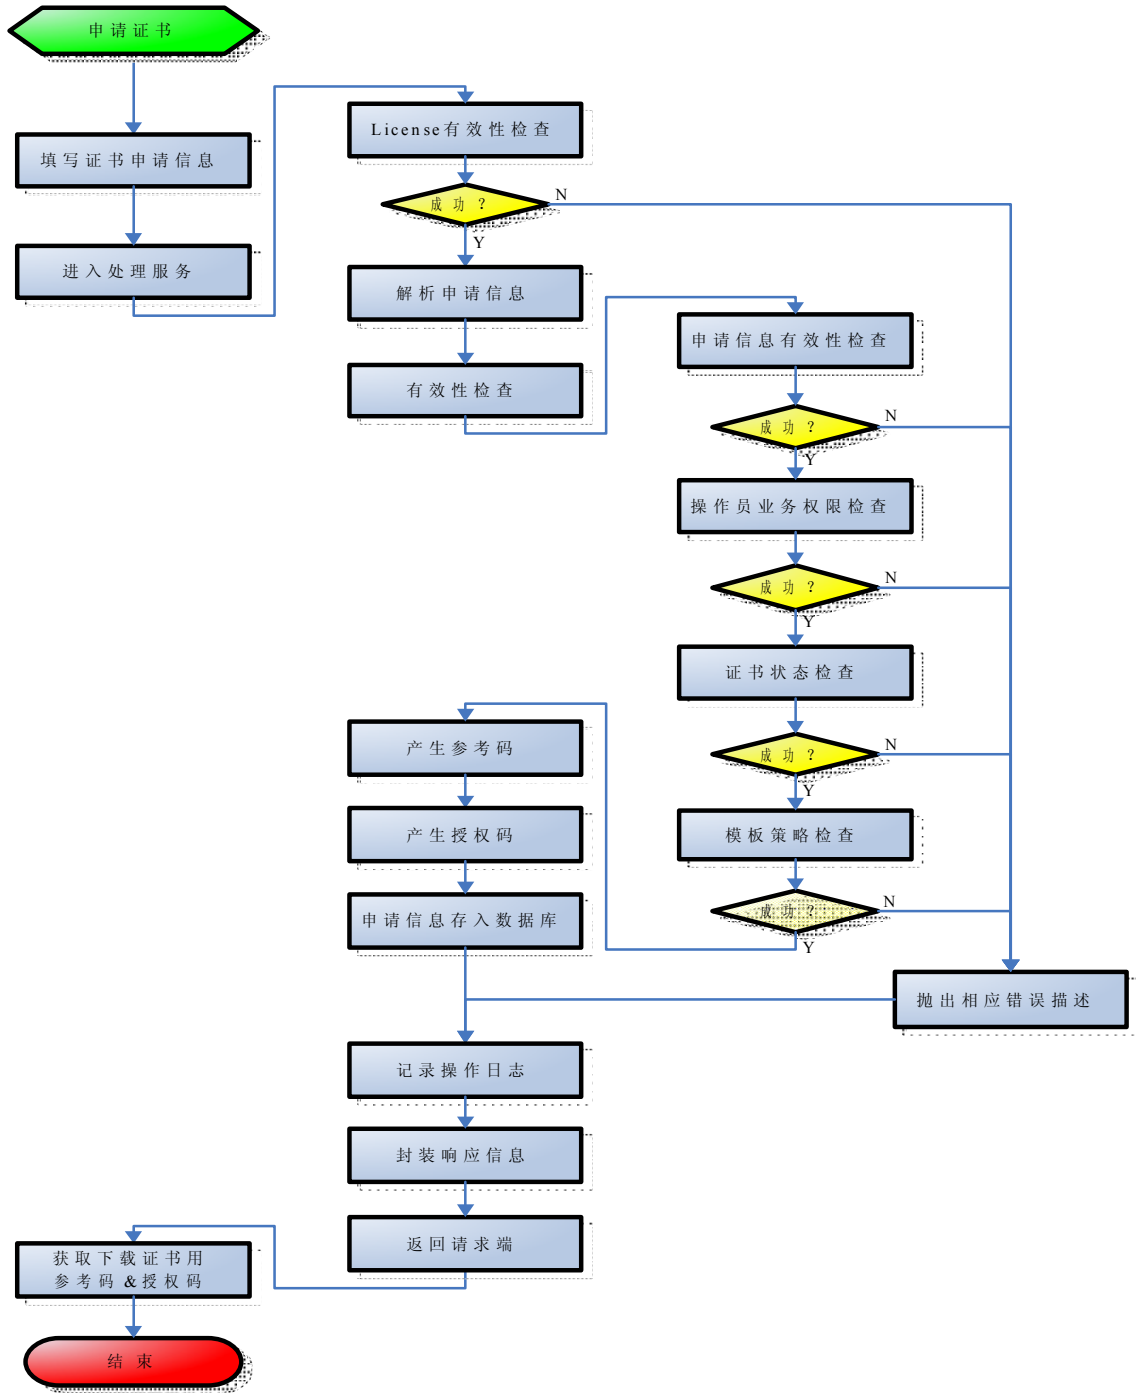 申请证书
填写证书申请信息
进入处理服务
License有效性检查
成功？
N
Y
解析申请信息
有效性检查
申请信息有效性检查
成功？
N
Y
操作员业务权限检查
成功？
N
Y
证书状态检查
成功？
N
Y
模板策略检查
成功？
N
Y
产生参考码
产生授权码
申请信息存入数据库
抛出相应错误描述
记录操作日志
封装响应信息
返回请求端
获取下载证书用
参考码&授权码
结束